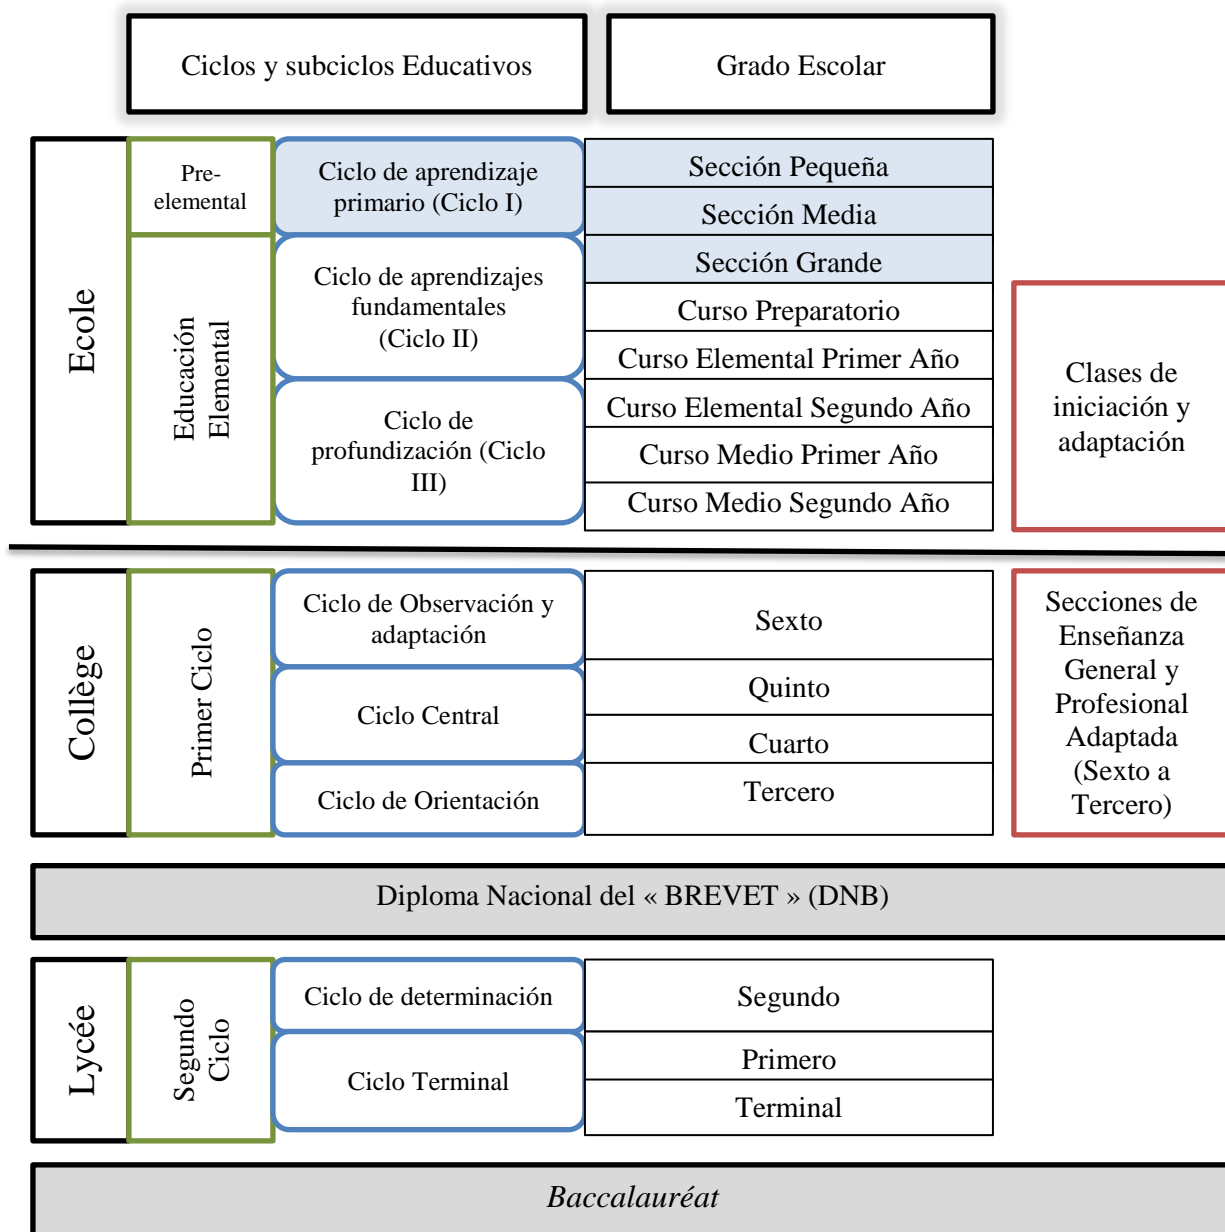 Ciclos y subciclos Educativos
Grado Escolar
Ecole
Pre-
elemental
Ciclo de aprendizaje
primario (Ciclo I)
Sección Pequeña
Sección Media
Sección Grande
Educación
Elemental
Ciclo de aprendizajes
fundamentales
(Ciclo II)
Curso Preparatorio
Curso Elemental Primer Año
Ciclo de
profundización (Ciclo
III)
Curso Elemental Segundo Año
Curso Medio Primer Año
Curso Medio Segundo Año
Clases de
iniciación y
adaptación
Collège
Primer Ciclo
Ciclo de Observación y
adaptación
Sexto
Ciclo Central
Quinto
Cuarto
Ciclo de Orientación
Tercero
Secciones de
Enseñanza
General y
Profesional
Adaptada
(Sexto a
Tercero)
Diploma Nacional del « BREVET » (DNB)
Lycée
Segundo
Ciclo
Ciclo de determinación
Segundo
Ciclo Terminal
Primero
Terminal
Baccalauréat